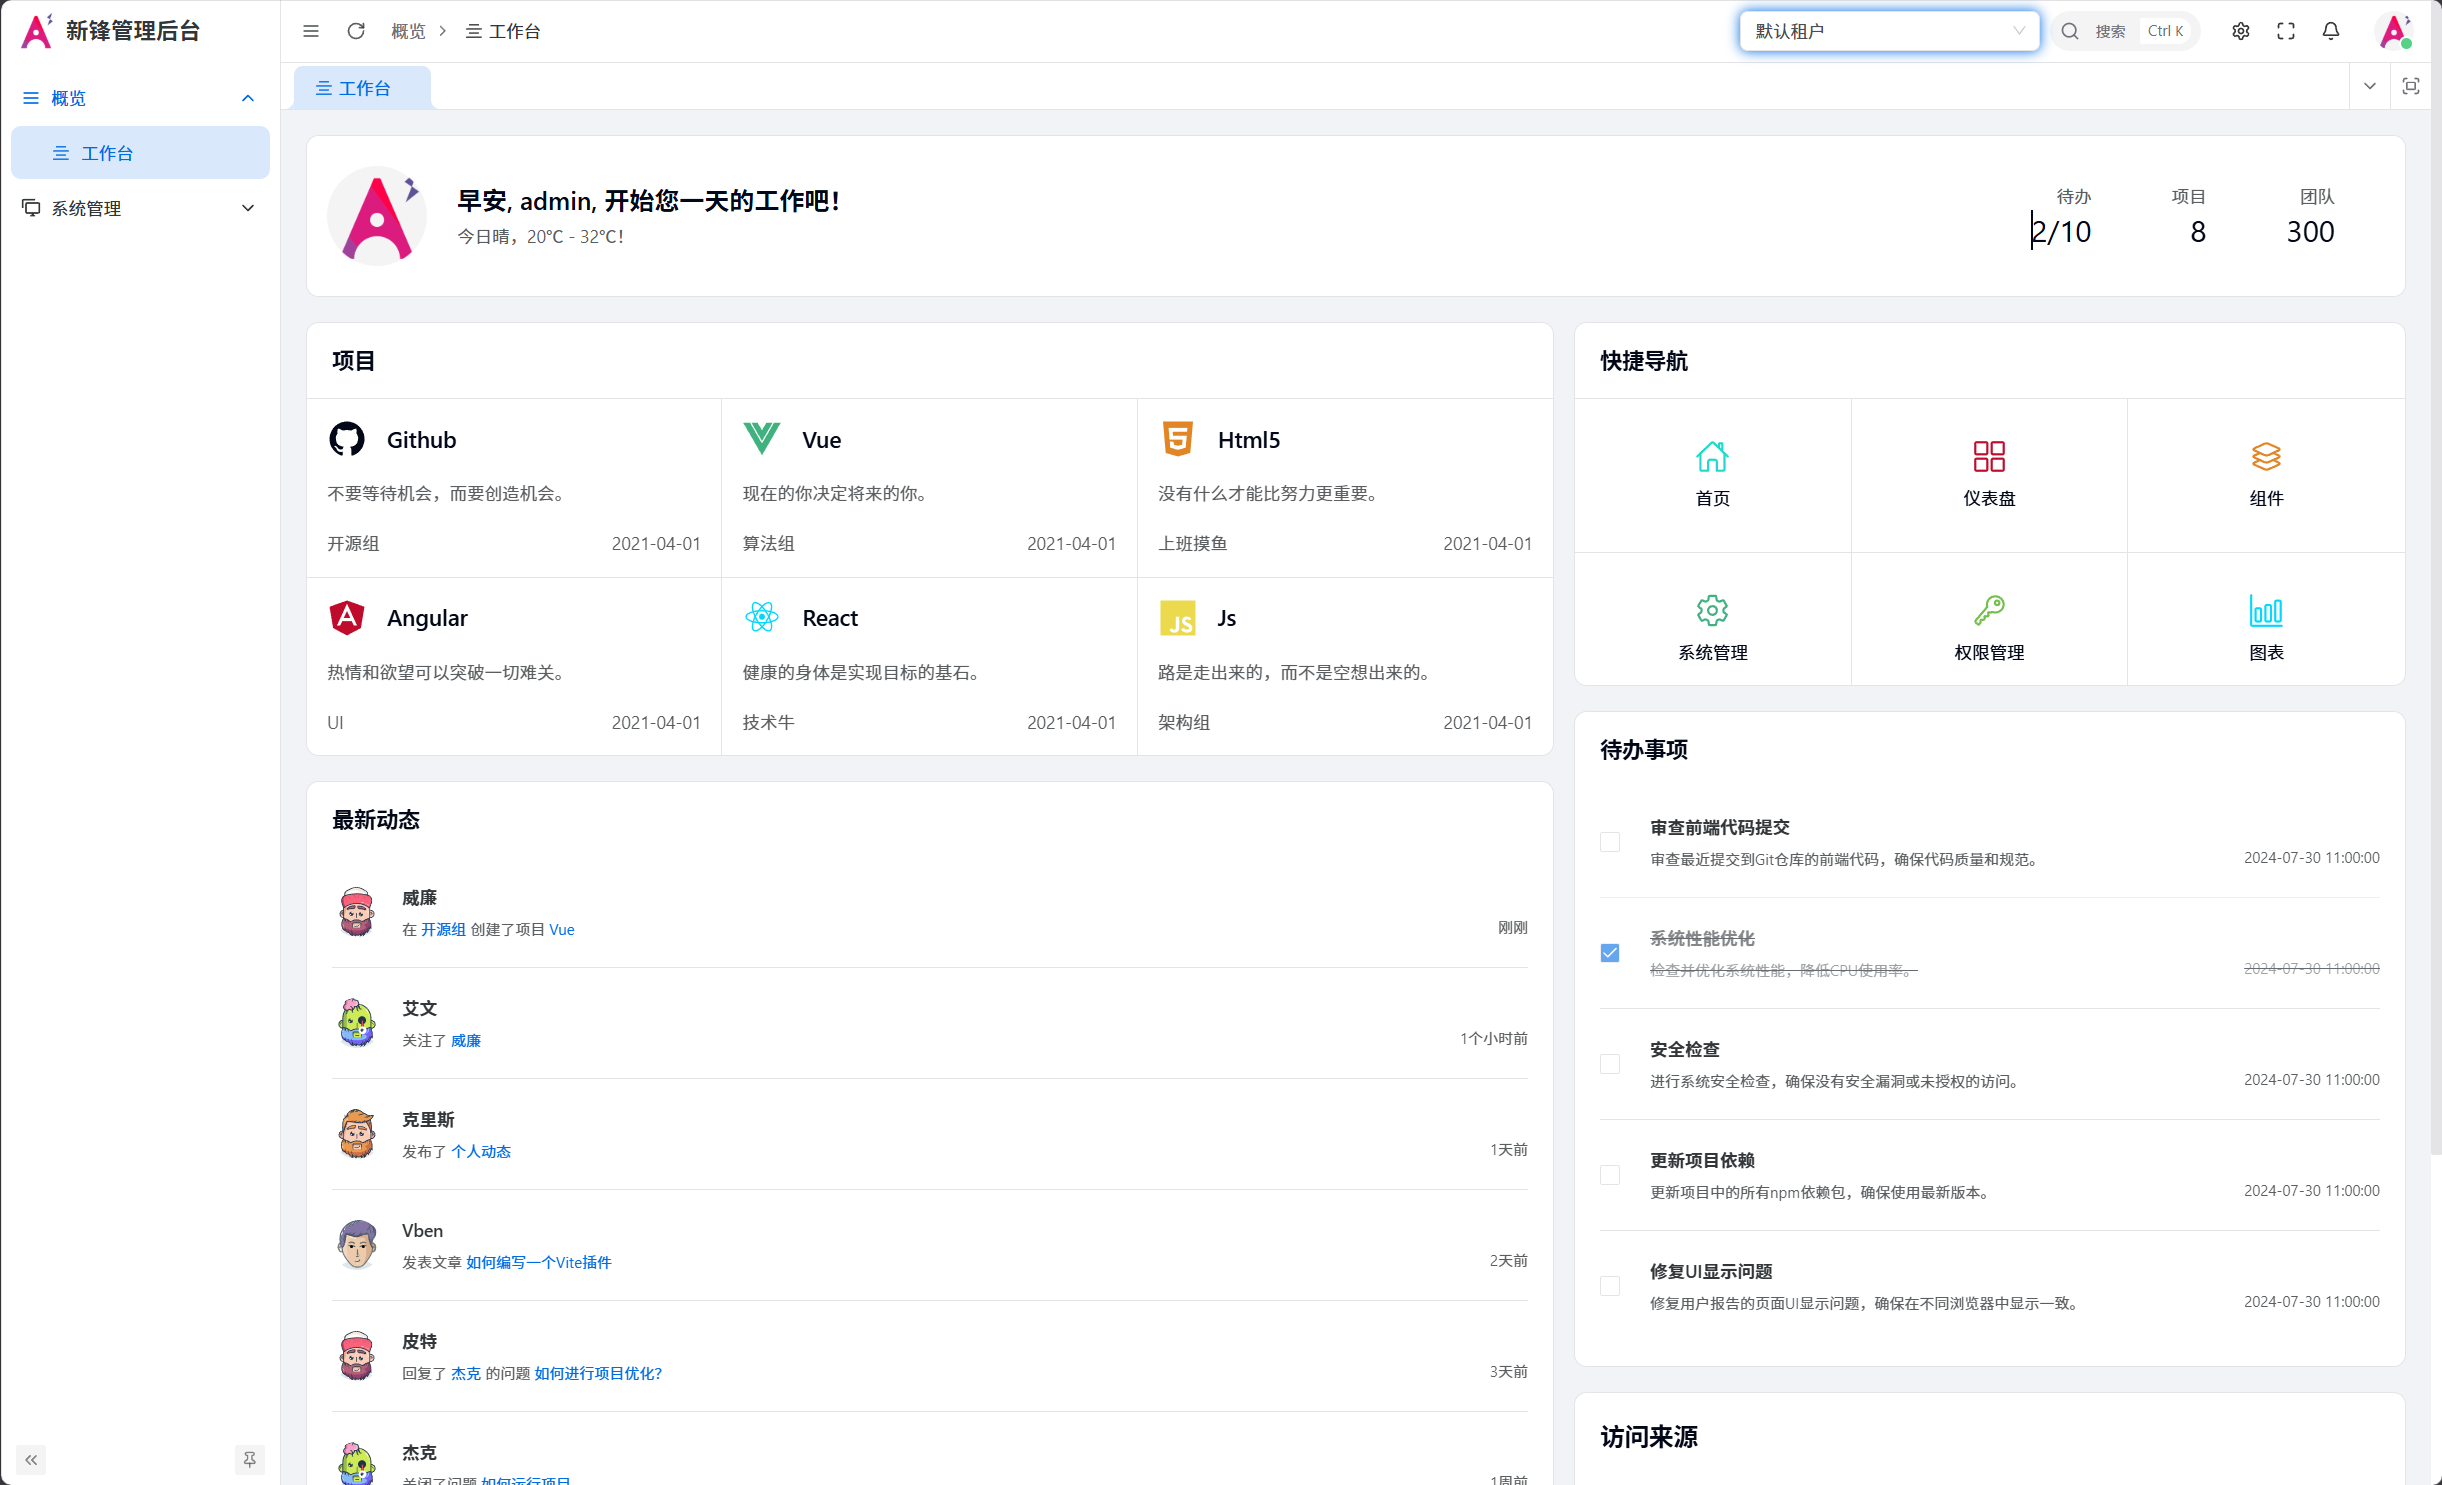 新锋管理后台
概览
工作台
系统管理
概览 > 工作台
默认租户
搜索 Ctrl K
工作台
早安, admin, 开始您一天的工作吧！
今日晴，20℃ - 32℃！
待办 项目 团队
2/10 8 300
项目
Github
不要等待机会，而要创造机会。
开源组 2021-04-01
Vue
现在的你决定将来的你。
算法组 2021-04-01
Html5
没有什么才能比努力更重要。
上班摸鱼 2021-04-01
Angular
热情和欲望可以突破一切难关。
UI 2021-04-01
React
健康的身体是实现目标的基石。
技术牛 2021-04-01
JS Js
路是走出来的，而不是空想出来的。
架构组 2021-04-01
最新动态
威廉
在 开源组 创建了项目 Vue 刚刚
艾文
关注了 威廉 1个小时前
克里斯
发布了 个人动态 1天前
Vben
发表文章 如何编写一个Vite插件 2天前
皮特
回复了 杰克 的问题 如何进行项目优化？ 3天前
杰克
关闭了问题 如何运行项目 1周前
快捷导航
首页 仪表盘 组件
系统管理 权限管理 图表
待办事项
审查前端代码提交
审查最近提交到Git仓库的前端代码，确保代码质量和规范。 2024-07-30 11:00:00
系统性能优化
检查并优化系统性能，降低CPU使用率。 2024-07-30 11:00:00
安全检查
进行系统安全检查，确保没有安全漏洞或未授权的访问。 2024-07-30 11:00:00
更新项目依赖
更新项目中的所有npm依赖包，确保使用最新版本。 2024-07-30 11:00:00
修复UI显示问题
修复用户报告的页面UI显示问题，确保在不同浏览器中显示一致。 2024-07-30 11:00:00
访问来源